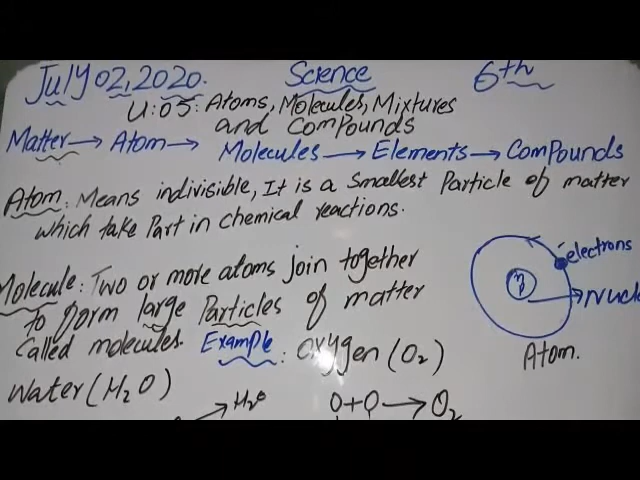 July 02, 2020. Science 6th
U:05: Atoms, Molecules, Mixtures
and Compounds
Matter → Atom → Molecules → Elements → Compounds
Atom: Means indivisible, It is a Smallest Particle of matter
which take Part in chemical reactions.
Molecule: Two or more atoms join together
to form large Particles of matter
called molecules. Example: oxygen (O₂)
Water (H₂O)
H₂O
O+O → O₂
electrons
Nucl
Atom.